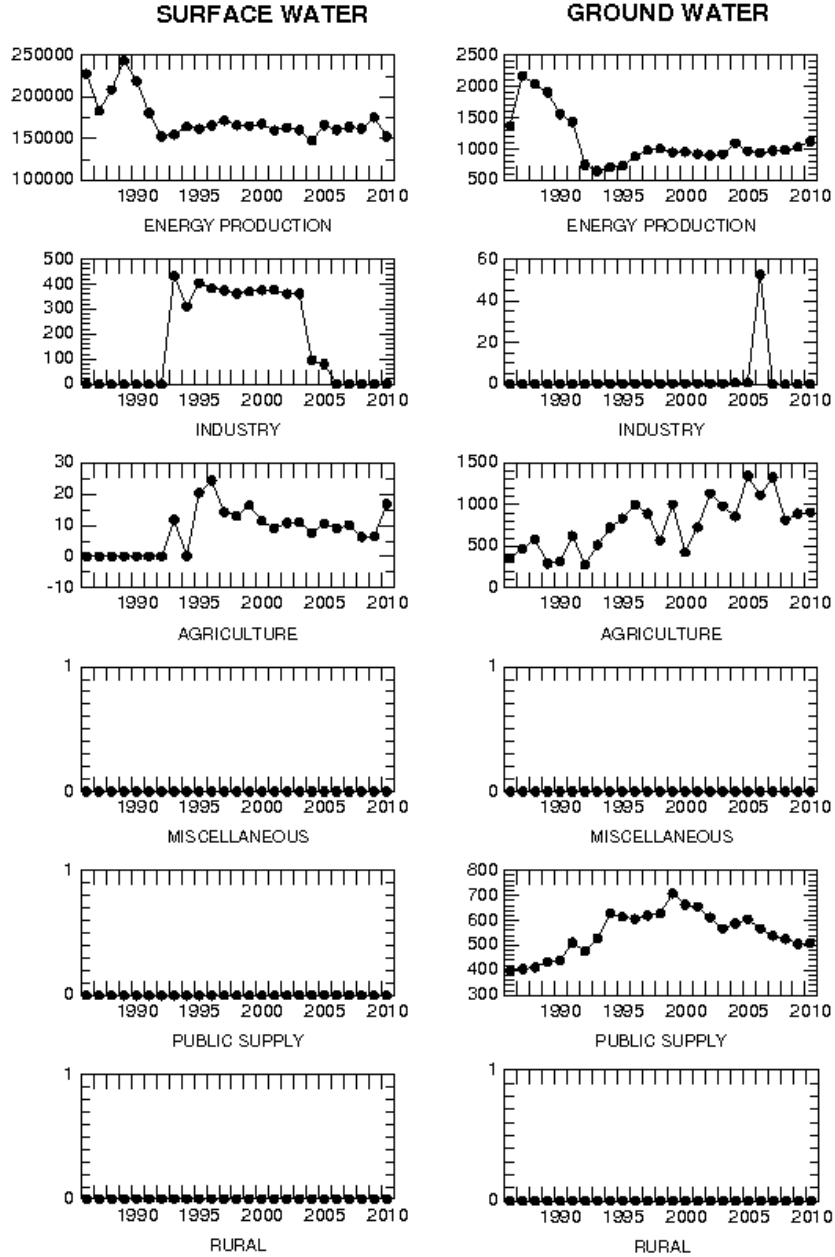 SURFACE WATER GROUND WATER
250000
200000
150000
100000
1990 1995 2000 2005 2010
ENERGY PRODUCTION
2500
2000
1500
1000
500
1990 1995 2000 2005 2010
ENERGY PRODUCTION
500
400
300
200
100
0
1990 1995 2000 2005 2010
INDUSTRY
60
40
20
0
1990 1995 2000 2005 2010
INDUSTRY
30
20
10
0
-10
1990 1995 2000 2005 2010
AGRICULTURE
1500
1000
500
0
1990 1995 2000 2005 2010
AGRICULTURE
1
0
1990 1995 2000 2005 2010
MISCELLANEOUS
1
0
1990 1995 2000 2005 2010
MISCELLANEOUS
1
0
1990 1995 2000 2005 2010
PUBLIC SUPPLY
800
700
600
500
400
300
1990 1995 2000 2005 2010
PUBLIC SUPPLY
1
0
1990 1995 2000 2005 2010
RURAL
1
0
1990 1995 2000 2005 2010
RURAL